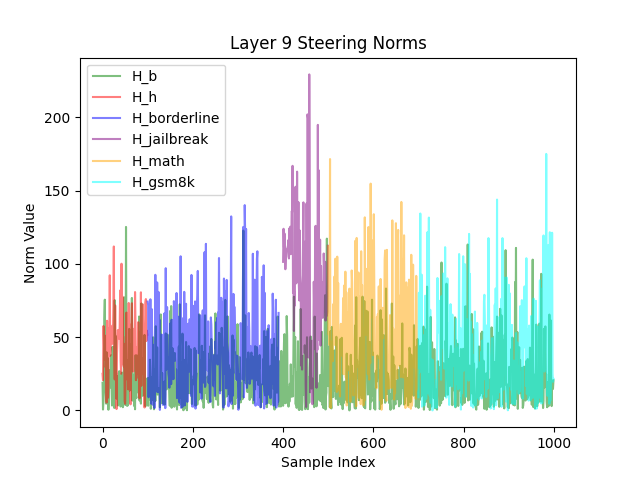 Layer 9 Steering Norms
H_b
H_h
H_borderline
H_jailbreak
H_math
H_gsm8k
Norm Value
200
150
100
50
0
0
200
400
600
800
1000
Sample Index